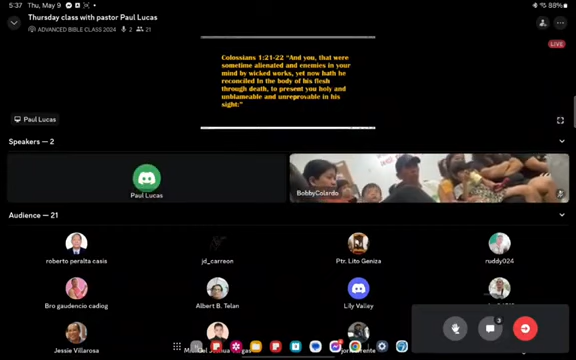 5:37 Thu, May 9
88%
Thursday class with pastor Paul Lucas
ADVANCED BIBLE CLASS 2024 2 21
LIVE
Colossians 1:21-22 "And you, that were
sometime alienated and enemies in your
mind by wicked works, yet now hath he
reconciled In the body of his flesh
through death, to present you holy and
unblameable and unreprovable in his
sight:"
Paul Lucas
Speakers — 2
Paul Lucas
BobbyColardo
Audience — 21
roberto peralta casis
jd_carreon
Ptr. Lito Geniza
ruddy024
Bro gaudencio cadiog
Albert B. Telan
Lily Valley
3
Jessie Villarosa